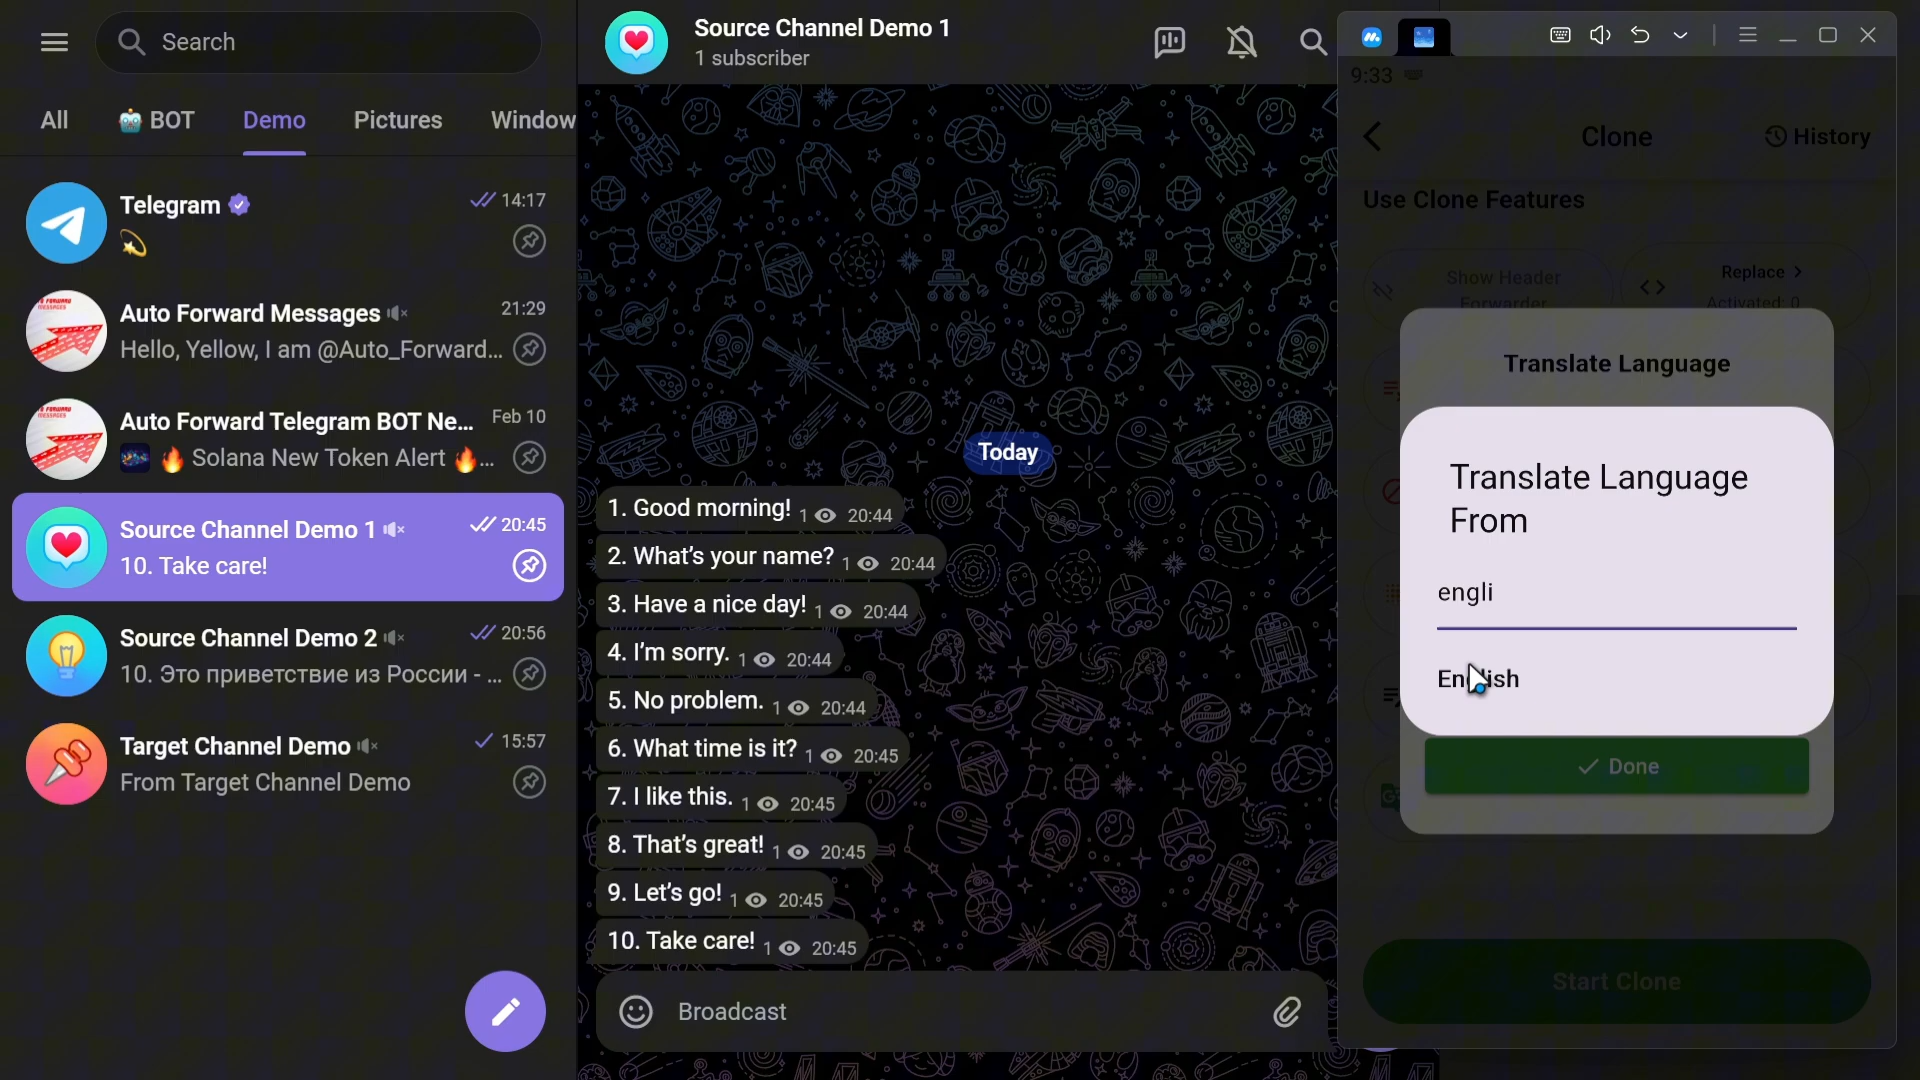 Search
All
BOT
Demo
Pictures
Window
Telegram
14:17
Auto Forward Messages
21:29
Hello, Yellow, I am @Auto_Forward...
Auto Forward Telegram BOT Ne...
Feb 10
Solana New Token Alert
...
Source Channel Demo 1
20:45
10. Take care!
Source Channel Demo 2
20:56
10. Это приветствие из России - ...
Target Channel Demo
15:57
From Target Channel Demo
Source Channel Demo 1
1 subscriber
Today
1. Good morning! 1 20:44
2. What's your name? 1 20:44
3. Have a nice day! 1 20:44
4. I'm sorry. 1 20:44
5. No problem. 1 20:44
6. What time is it? 1 20:45
7. I like this. 1 20:45
8. That's great! 1 20:45
9. Let's go! 1 20:45
10. Take care! 1 20:45
Broadcast
9:33
Clone
History
Use Clone Features
Show Header
Forwarder
Replace
Activated: 0
Translate Language
Translate Language
From
engli
English
Done
Start Clone